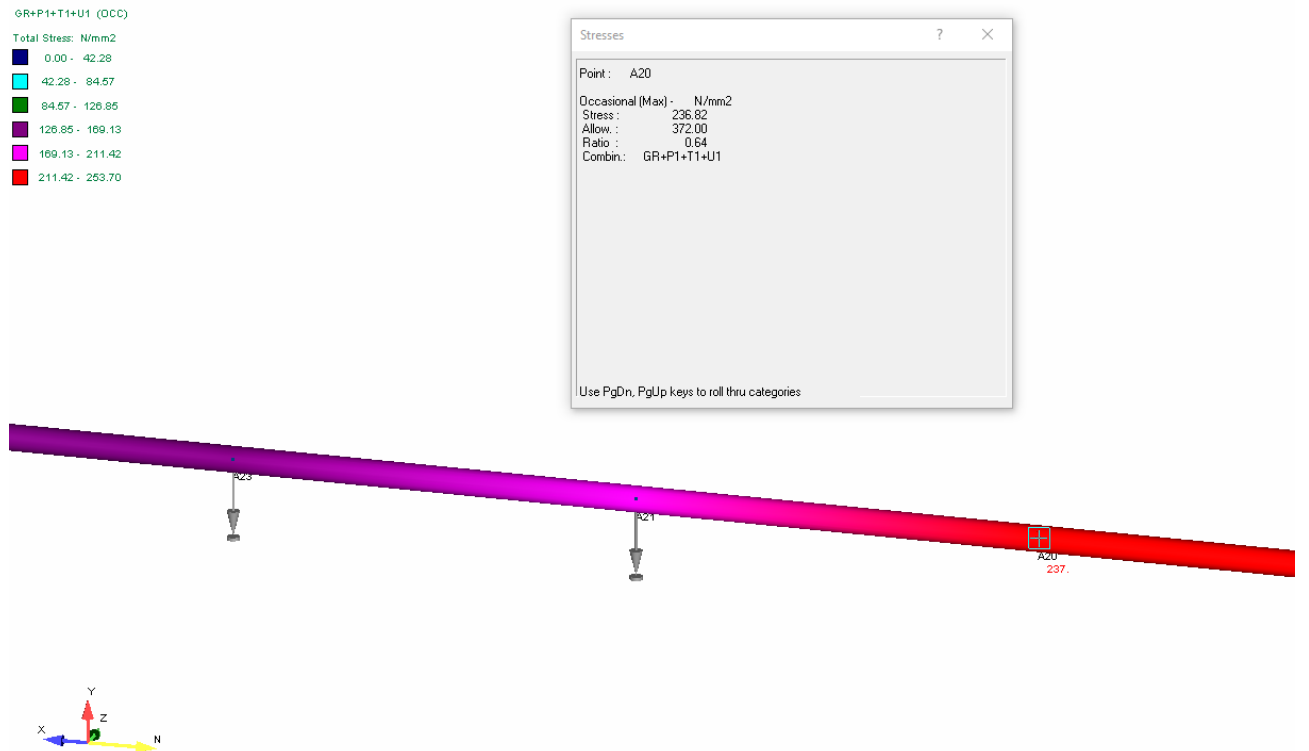 GR+P1+T1+U1 (OCC)
Total Stress: N/mm2
0.00 - 42.28
42.28 - 84.57
84.57 - 126.85
126.85 - 169.13
169.13 - 211.42
211.42 - 253.70
Stresses ? ×
Point : A20
Occasional (Max) - N/mm2
Stress : 236.82
Allow. : 372.00
Ratio : 0.64
Combin.: GR+P1+T1+U1
Use PgDn, PgUp keys to roll thru categories
A23
A21
A20
237.
Y
Z
X
N